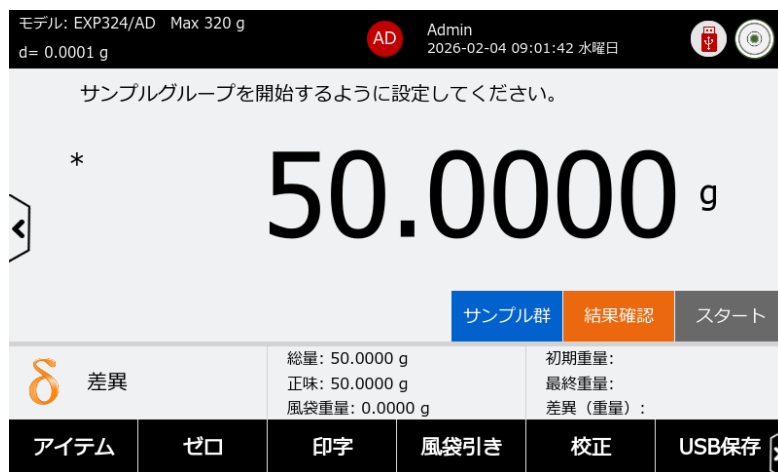 モデル: EXP324/AD Max 320 g
d= 0.0001 g
AD
Admin
2026-02-04 09:01:42 水曜日
サンプルグループを開始するように設定してください。
* 50.0000 g
サンプル群 結果確認 スタート
δ 差異
総量: 50.0000 g
正味: 50.0000 g
風袋重量: 0.0000 g
初期重量:
最終重量:
差異（重量）:
アイテム ゼロ 印字 風袋引き 校正 USB保存